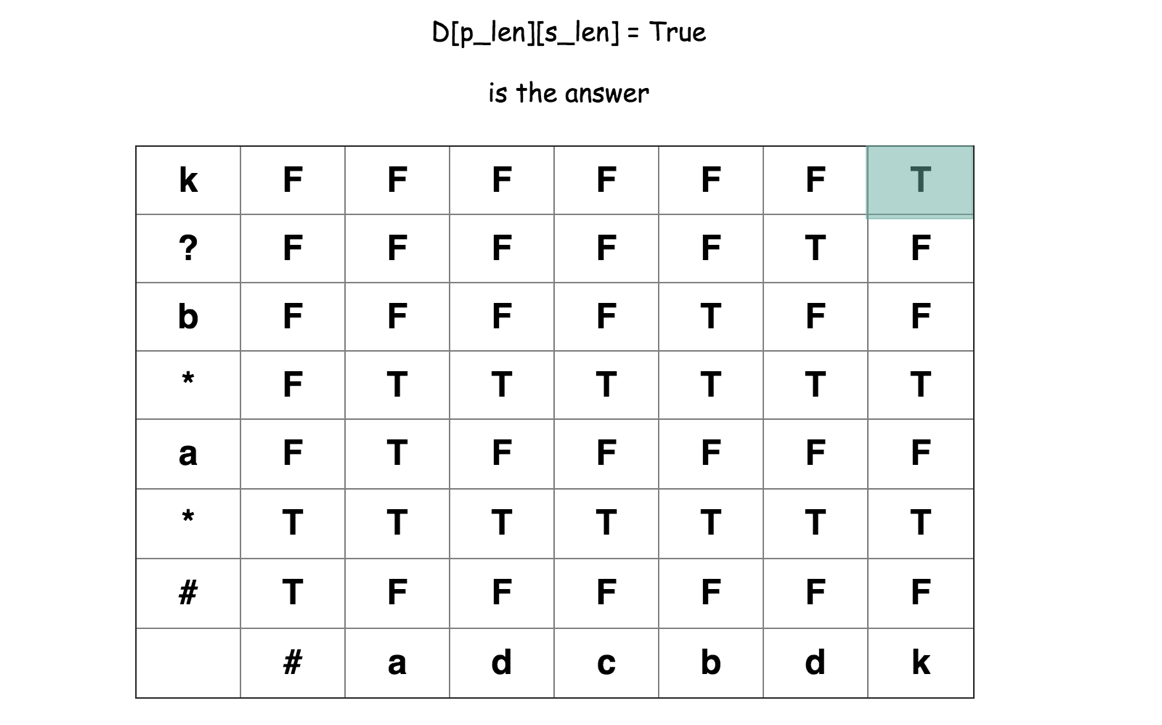 D[p_len][s_len] = True
is the answer
k F F F F F F T
? F F F F F T F
b F F F F T F F
* F T T T T T T
a F T F F F F F
* T T T T T T T
# T F F F F F F
# a d c b d k